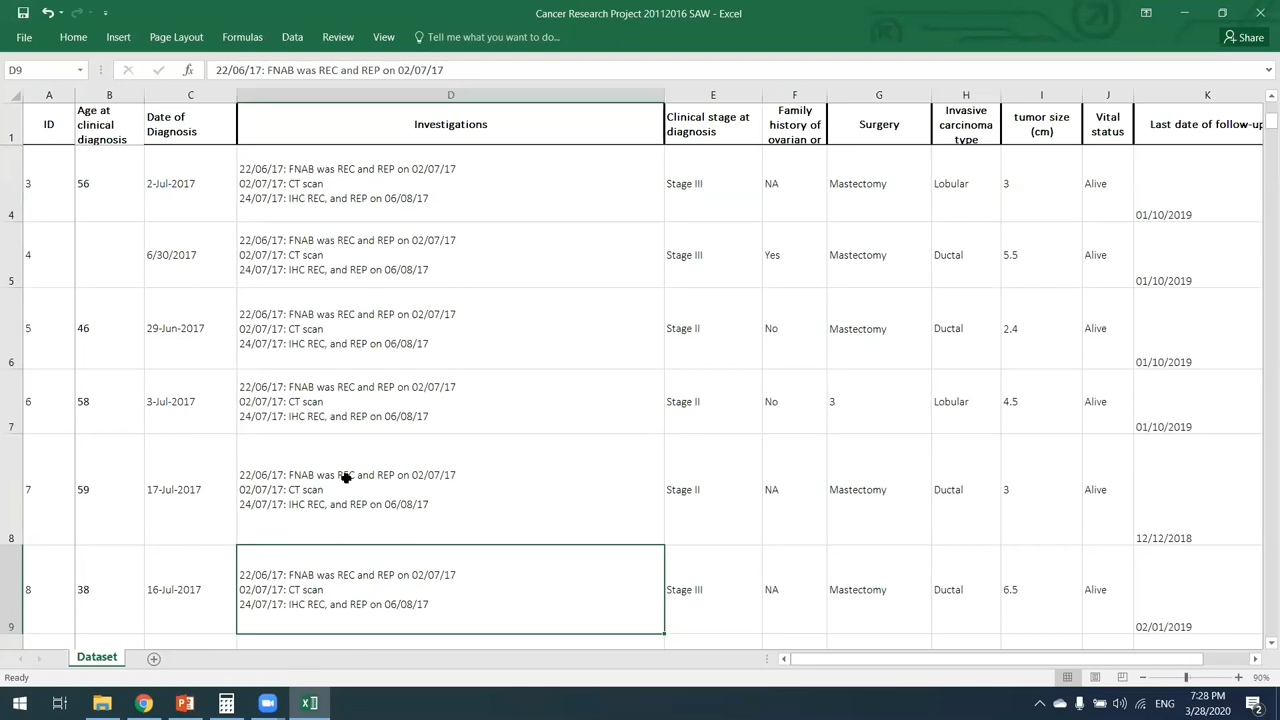 Cancer Research Project 20112016 SAW - Excel
File Home Insert Page Layout Formulas Data Review View Tell me what you want to do... Share
D9 fx 22/06/17: FNAB was REC and REP on 02/07/17
A B C D E F G H I J K
1
ID
Age at
clinical
diagnosis
Date of
Diagnosis
Investigations
Clinical stage at
diagnosis
Family
history of
ovarian or
Surgery
Invasive
carcinoma
type
tumor size
(cm)
Vital
status
Last date of follow-up
4
3 56 2-Jul-2017
22/06/17: FNAB was REC and REP on 02/07/17
02/07/17: CT scan
24/07/17: IHC REC, and REP on 06/08/17
Stage III NA Mastectomy Lobular 3 Alive 01/10/2019
5
4 6/30/2017
22/06/17: FNAB was REC and REP on 02/07/17
02/07/17: CT scan
24/07/17: IHC REC, and REP on 06/08/17
Stage III Yes Mastectomy Ductal 5.5 Alive 01/10/2019
6
5 46 29-Jun-2017
22/06/17: FNAB was REC and REP on 02/07/17
02/07/17: CT scan
24/07/17: IHC REC, and REP on 06/08/17
Stage II No Mastectomy Ductal 2.4 Alive 01/10/2019
7
6 58 3-Jul-2017
22/06/17: FNAB was REC and REP on 02/07/17
02/07/17: CT scan
24/07/17: IHC REC, and REP on 06/08/17
Stage II No 3 Lobular 4.5 Alive 01/10/2019
8
7 59 17-Jul-2017
22/06/17: FNAB was REC and REP on 02/07/17
02/07/17: CT scan
24/07/17: IHC REC, and REP on 06/08/17
Stage II NA Mastectomy Ductal 3 Alive 12/12/2018
9
8 38 16-Jul-2017
22/06/17: FNAB was REC and REP on 02/07/17
02/07/17: CT scan
24/07/17: IHC REC, and REP on 06/08/17
Stage III NA Mastectomy Ductal 6.5 Alive 02/01/2019
Dataset
Ready 90%
ENG 7:28 PM
3/28/2020 2